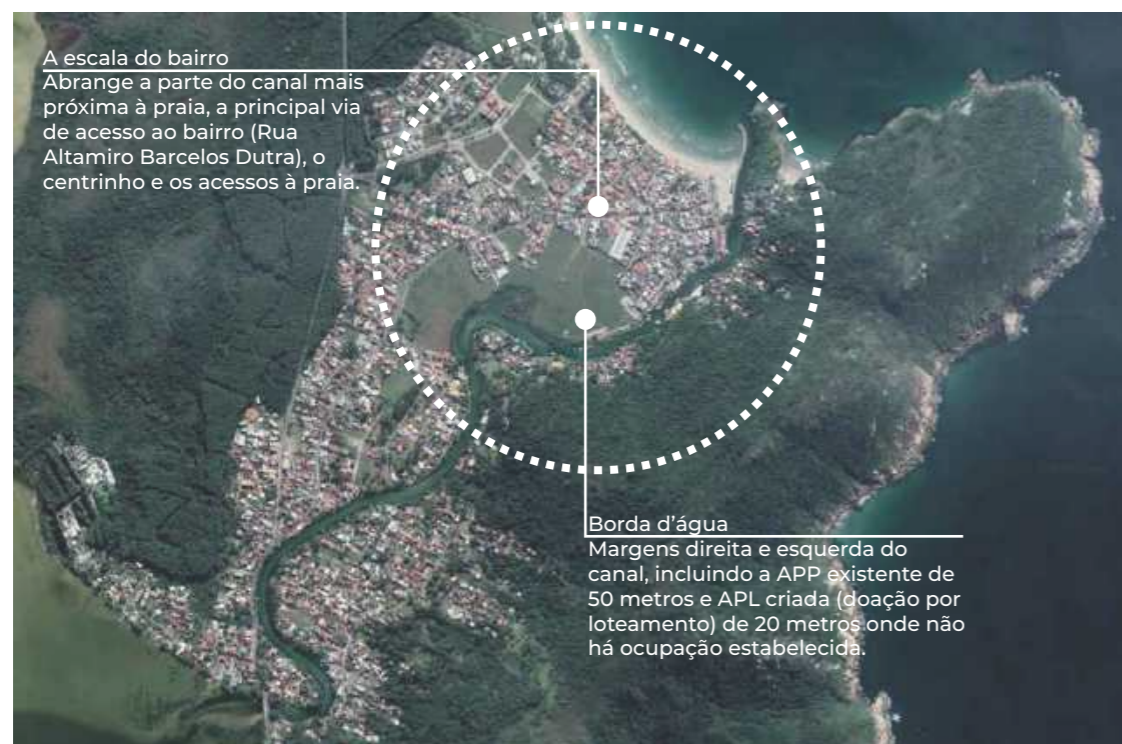 A escala do bairro
Abrange a parte do canal mais
próxima à praia, a principal via
de acesso ao bairro (Rua
Altamiro Barcelos Dutra), o
centrinho e os acessos à praia.
Borda d'água
Margens direita e esquerda do
canal, incluindo a APP existente de
50 metros e APL criada (doação por
loteamento) de 20 metros onde não
há ocupação estabelecida.